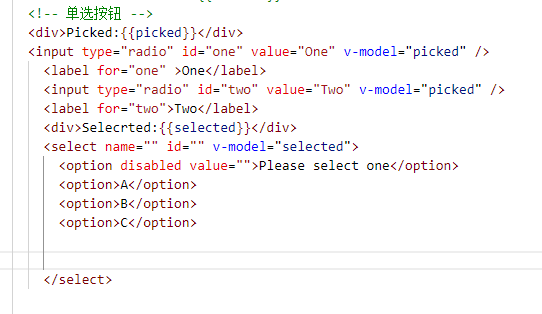 <!-- 单选按钮 -->
<div>Picked:{{picked}}</div>
<input type="radio" id="one" value="One" v-model="picked" />
<label for="one" >One</label>
<input type="radio" id="two" value="Two" v-model="picked" />
<label for="two">Two</label>
<div>Selecrted:{{selected}}</div>
<select name="" id="" v-model="selected">
<option disabled value="">Please select one</option>
<option>A</option>
<option>B</option>
<option>C</option>
</select>